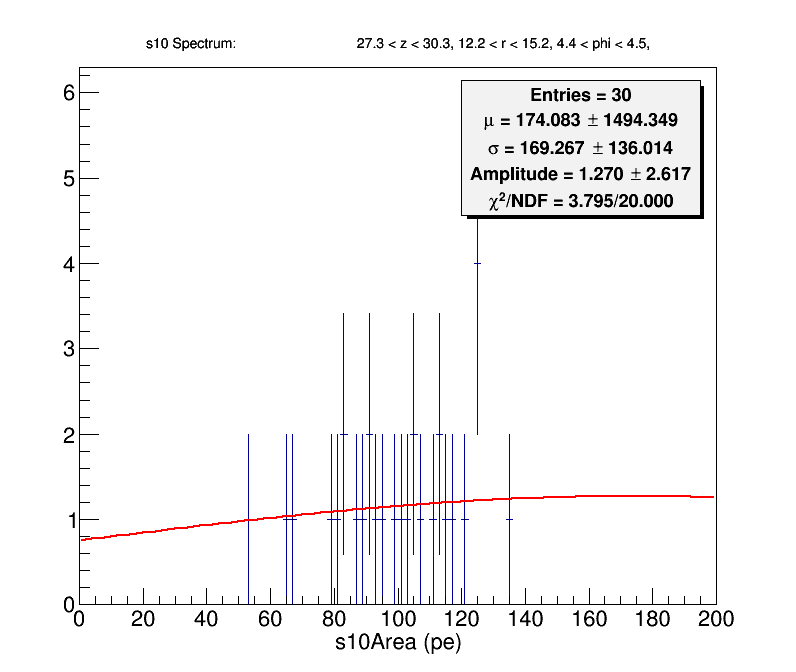 s10 Spectrum: 27.3 < z < 30.3, 12.2 < r < 15.2, 4.4 < phi < 4.5,
Entries = 30
μ = 174.083 ± 1494.349
σ = 169.267 ± 136.014
Amplitude = 1.270 ± 2.617
χ²/NDF = 3.795/20.000
6
5
4
3
2
1
0
0 20 40 60 80 100 120 140 160 180 200
s10Area (pe)